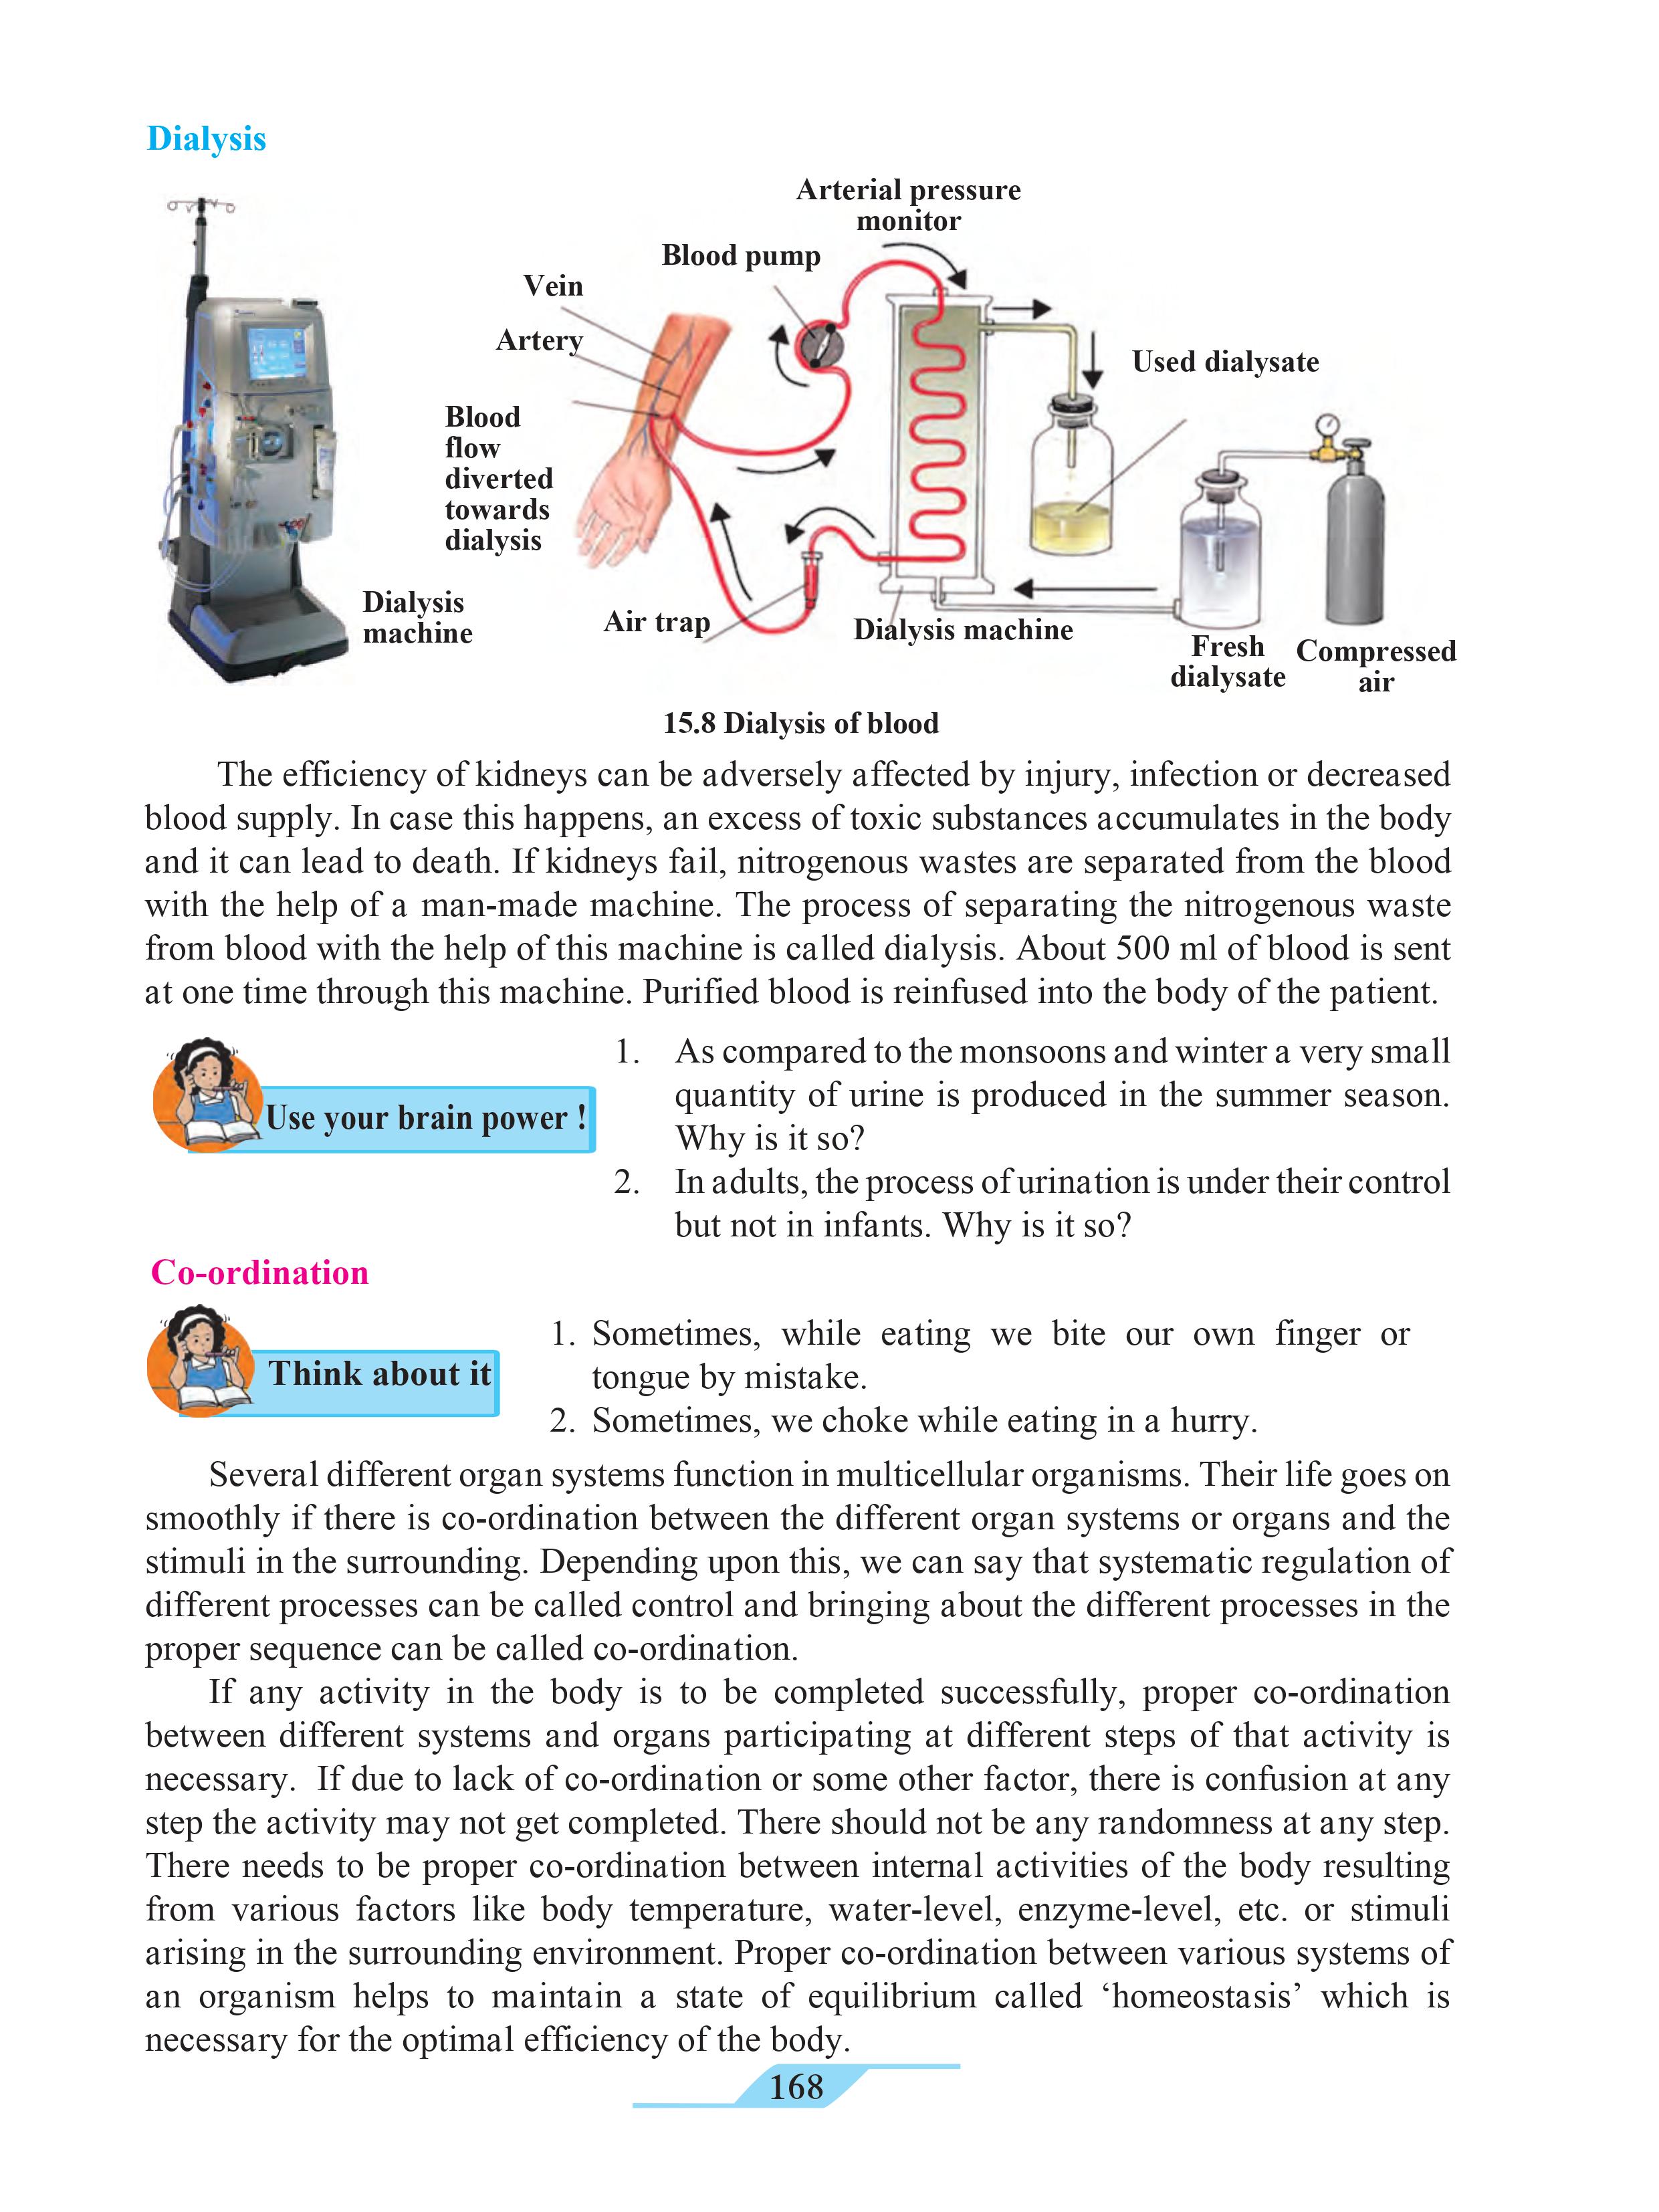 Dialysis
Arterial pressure
monitor
Blood pump
Vein
Artery
Used dialysate
Blood
flow
diverted
towards
dialysis
Dialysis
machine
Air trap
Dialysis machine
Fresh
dialysate
Compressed
air
15.8 Dialysis of blood
The efficiency of kidneys can be adversely affected by injury, infection or decreased
blood supply. In case this happens, an excess of toxic substances accumulates in the body
and it can lead to death. If kidneys fail, nitrogenous wastes are separated from the blood
with the help of a man-made machine. The process of separating the nitrogenous waste
from blood with the help of this machine is called dialysis. About 500 ml of blood is sent
at one time through this machine. Purified blood is reinfused into the body of the patient.
Use your brain power !
1. As compared to the monsoons and winter a very small
quantity of urine is produced in the summer season.
Why is it so?
2. In adults, the process of urination is under their control
but not in infants. Why is it so?
Co-ordination
Think about it
1. Sometimes, while eating we bite our own finger or
tongue by mistake.
2. Sometimes, we choke while eating in a hurry.
Several different organ systems function in multicellular organisms. Their life goes on
smoothly if there is co-ordination between the different organ systems or organs and the
stimuli in the surrounding. Depending upon this, we can say that systematic regulation of
different processes can be called control and bringing about the different processes in the
proper sequence can be called co-ordination.
If any activity in the body is to be completed successfully, proper co-ordination
between different systems and organs participating at different steps of that activity is
necessary. If due to lack of co-ordination or some other factor, there is confusion at any
step the activity may not get completed. There should not be any randomness at any step.
There needs to be proper co-ordination between internal activities of the body resulting
from various factors like body temperature, water-level, enzyme-level, etc. or stimuli
arising in the surrounding environment. Proper co-ordination between various systems of
an organism helps to maintain a state of equilibrium called ‘homeostasis’ which is
necessary for the optimal efficiency of the body.
168